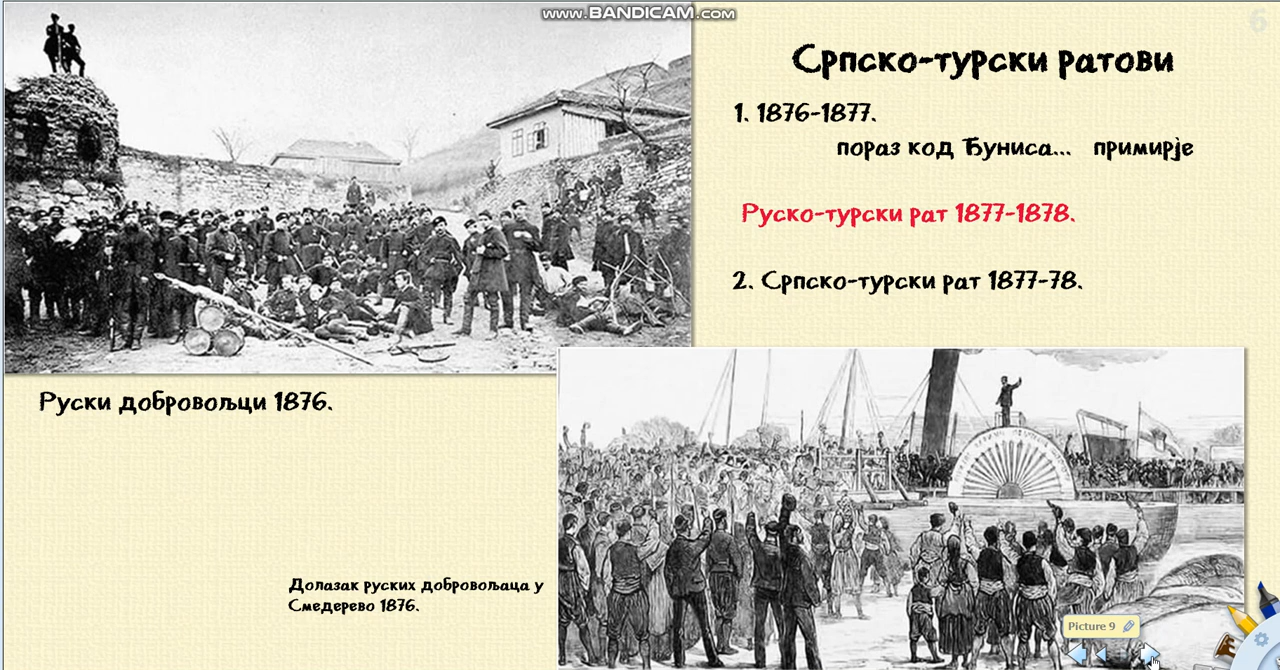 www.BANDICAM.com
6
Српско-турски ратови
1. 1876-1877.
пораз код Ђуниса... примирје
Руско-турски рат 1877-1878.
2. Српско-турски рат 1877-78.
Руски добровољци 1876.
Долазак руских добровољаца у
Смедерево 1876.
Picture 9